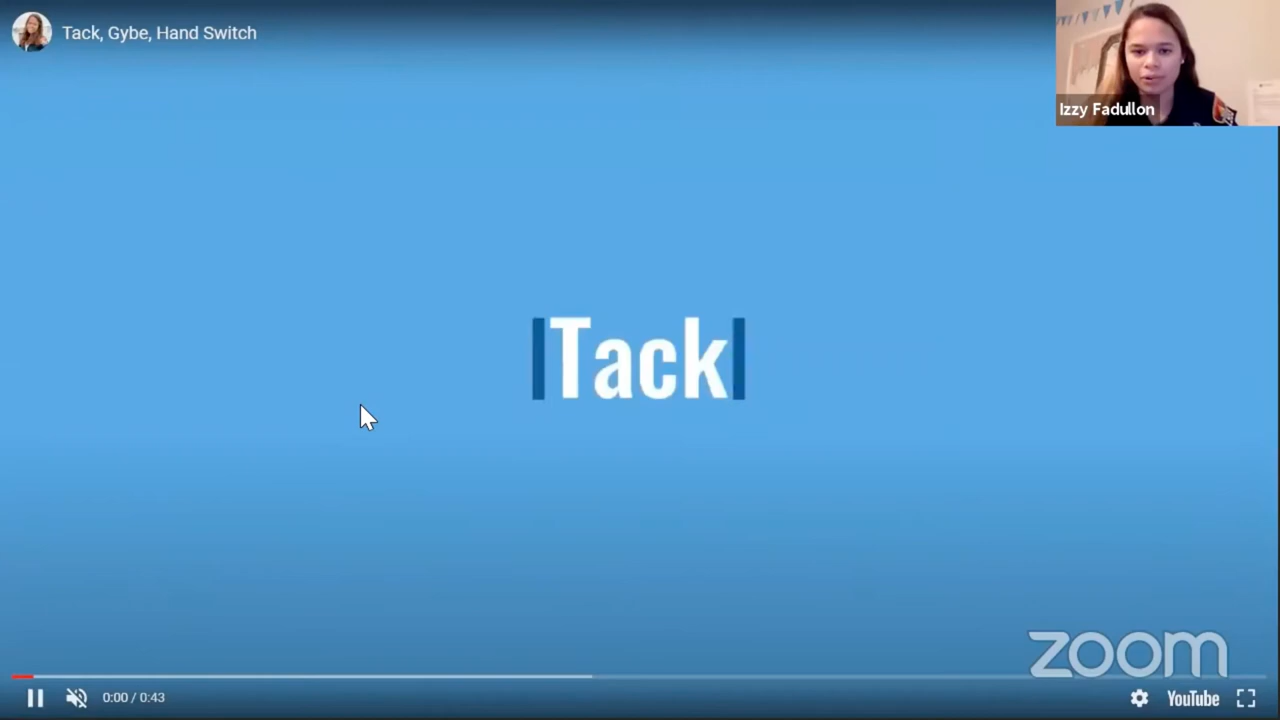 Tack, Gybe, Hand Switch
Izzy Fadullon
Tack
zoom
0:00 / 0:43
YouTube